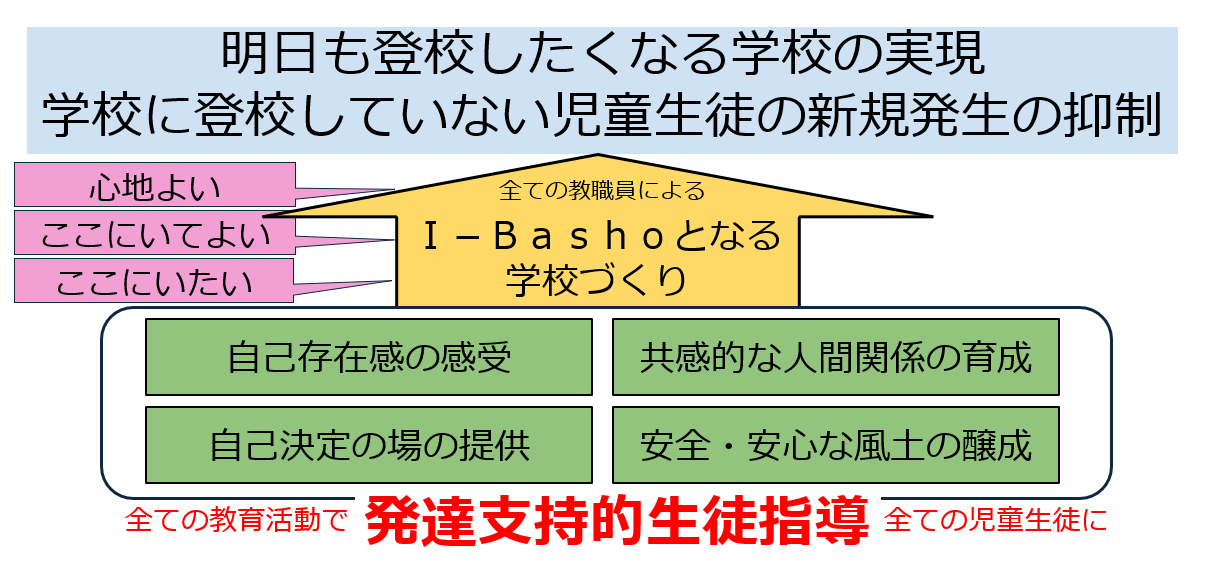 明日も登校したくなる学校の実現
学校に登校していない児童生徒の新規発生の抑制
心地よい
ここにいてよい
ここにいたい
全ての教職員による
Ｉ－Ｂａｓｈｏとなる
学校づくり
自己存在感の感受
共感的な人間関係の育成
自己決定の場の提供
安全・安心な風土の醸成
全ての教育活動で
発達支持的生徒指導
全ての児童生徒に